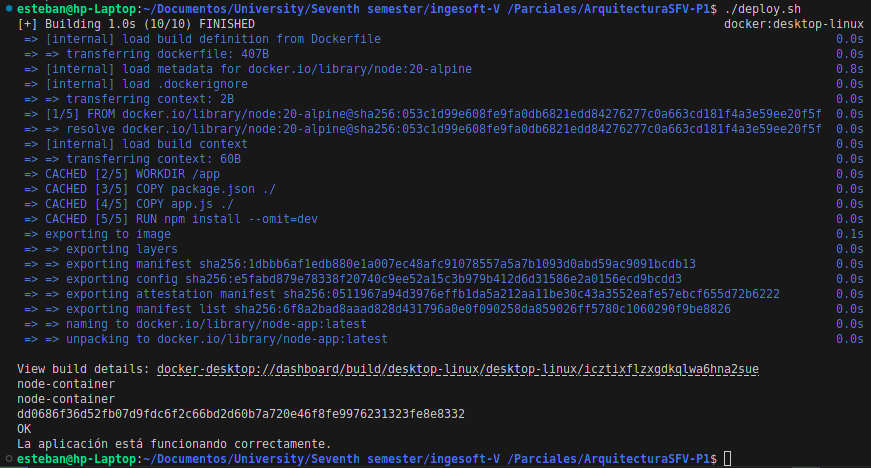 esteban@hp-Laptop:~/Documentos/University/Seventh semester/ingesoft-V /Parciales/ArquitecturaSFV-P1$ ./deploy.sh
[+] Building 1.0s (10/10) FINISHED docker:desktop-linux
=> [internal] load build definition from Dockerfile 0.0s
=> => transferring dockerfile: 407B 0.0s
=> [internal] load metadata for docker.io/library/node:20-alpine 0.8s
=> [internal] load .dockerignore 0.0s
=> => transferring context: 2B 0.0s
=> [1/5] FROM docker.io/library/node:20-alpine@sha256:053c1d99e608fe9fa0db6821edd84276277c0a663cd181f4a3e59ee20f5f 0.0s
=> => resolve docker.io/library/node:20-alpine@sha256:053c1d99e608fe9fa0db6821edd84276277c0a663cd181f4a3e59ee20f5f 0.0s
=> [internal] load build context 0.0s
=> => transferring context: 60B 0.0s
=> CACHED [2/5] WORKDIR /app 0.0s
=> CACHED [3/5] COPY package.json ./ 0.0s
=> CACHED [4/5] COPY app.js ./ 0.0s
=> CACHED [5/5] RUN npm install --omit=dev 0.0s
=> exporting to image 0.1s
=> => exporting layers 0.0s
=> => exporting manifest sha256:1dbbb6af1edb880e1a007ec48afc91078557a5a7b1093d0abd59ac9091bcdb13 0.0s
=> => exporting config sha256:e5fabd879e78338f20740c9ee52a15c3b979b412d6d31586e2a0156ecd9bcdd3 0.0s
=> => exporting attestation manifest sha256:0511967a94d3976effb1da5a212aa11be30c43a3552eafe57ebcf655d72b6222 0.0s
=> => exporting manifest list sha256:6f8a2bad8aaad828d431796a0e0f090258da859026ff5780c1060290f9be8826 0.0s
=> => naming to docker.io/library/node-app:latest 0.0s
=> => unpacking to docker.io/library/node-app:latest 0.0s
View build details: docker-desktop://dashboard/build/desktop-linux/desktop-linux/icztixflzxgdkqlwa6hna2sue
node-container
node-container
dd0686f36d52fb07d9fdc6f2c66bd2d60b7a720e46f8fe9976231323fe8e8332
OK
La aplicación está funcionando correctamente.
esteban@hp-Laptop:~/Documentos/University/Seventh semester/ingesoft-V /Parciales/ArquitecturaSFV-P1$